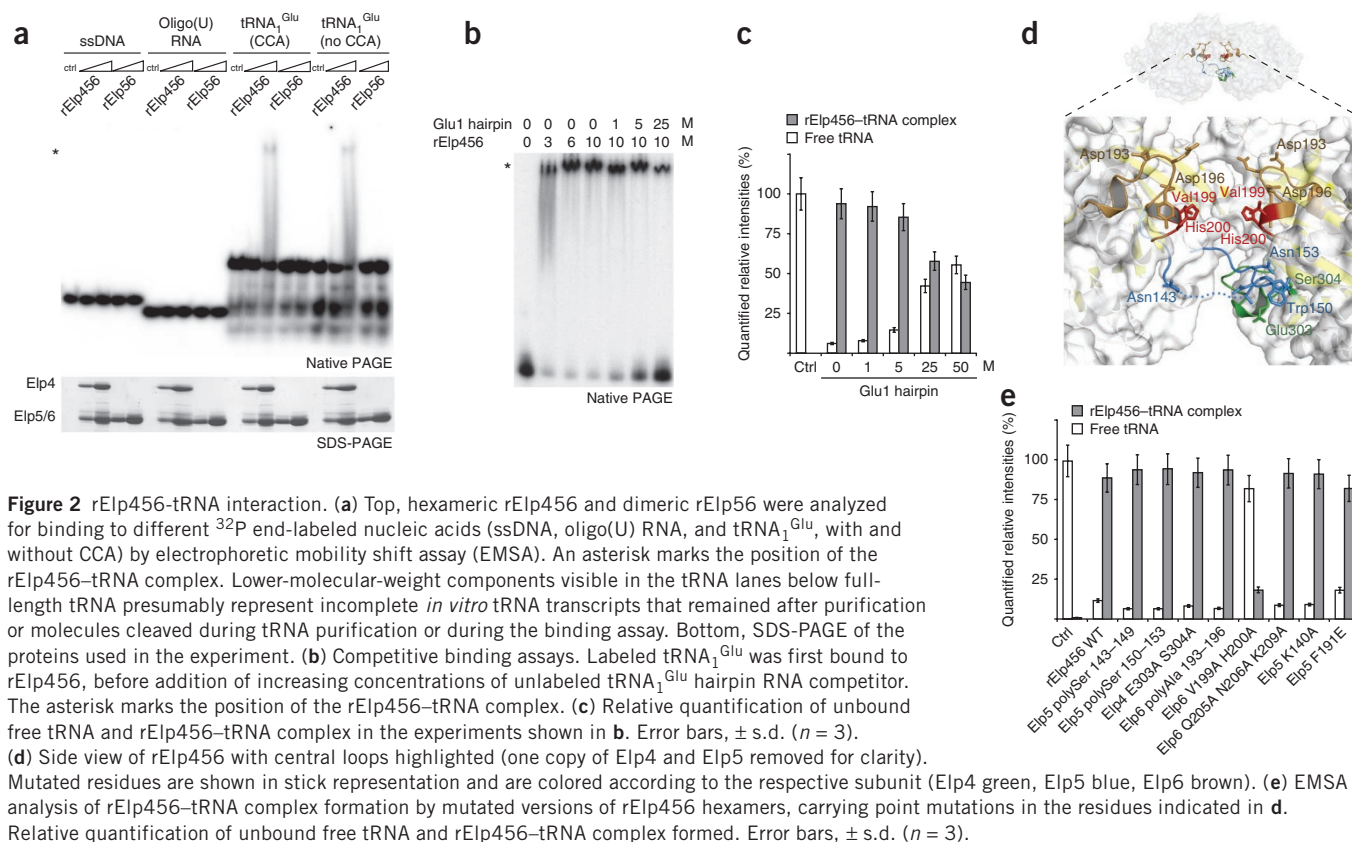 a
ssDNA
Oligo(U)
RNA
tRNA1Glu
(CCA)
tRNA1Glu
(no CCA)
ctrl ctrl ctrl ctrl
rElp456 rElp56 rElp456 rElp56 rElp456 rElp56 rElp456 rElp56
*
Native PAGE
Elp4
Elp5/6
SDS-PAGE
b
Glu1 hairpin 0 0 0 0 1 5 25 M
rElp456 0 3 6 10 10 10 10 M
*
Native PAGE
c
rElp456–tRNA complex
Free tRNA
Quantified relative intensities (%)
100
75
50
25
Ctrl 0 1 5 25 50 M
Glu1 hairpin
d
Asp193 Asp193
Asp196 Asp196
Val199 Val199
His200 His200
Asn153
Asn143
Ser304
Trp150
Glu303
e
rElp456–tRNA complex
Free tRNA
Quantified relative intensities (%)
100
75
50
25
Ctrl
rElp456 WT
Elp5 polySer 143–149
Elp5 polySer 150–153
Elp4 E303A S304A
Elp6 polyAla 193–196
Elp6 V199A H200A
Elp6 Q205A N206A K209A
Elp5 K140A
Elp5 F191E
Figure 2 rElp456-tRNA interaction. (a) Top, hexameric rElp456 and dimeric rElp56 were analyzed
for binding to different 32P end-labeled nucleic acids (ssDNA, oligo(U) RNA, and tRNA1Glu, with and
without CCA) by electrophoretic mobility shift assay (EMSA). An asterisk marks the position of the
rElp456–tRNA complex. Lower-molecular-weight components visible in the tRNA lanes below full-
length tRNA presumably represent incomplete in vitro tRNA transcripts that remained after purification
or molecules cleaved during tRNA purification or during the binding assay. Bottom, SDS-PAGE of the
proteins used in the experiment. (b) Competitive binding assays. Labeled tRNA1Glu was first bound to
rElp456, before addition of increasing concentrations of unlabeled tRNA1Glu hairpin RNA competitor.
The asterisk marks the position of the rElp456–tRNA complex. (c) Relative quantification of unbound
free tRNA and rElp456–tRNA complex in the experiments shown in b. Error bars, ± s.d. (n = 3).
(d) Side view of rElp456 with central loops highlighted (one copy of Elp4 and Elp5 removed for clarity).
Mutated residues are shown in stick representation and are colored according to the respective subunit (Elp4 green, Elp5 blue, Elp6 brown). (e) EMSA
analysis of rElp456–tRNA complex formation by mutated versions of rElp456 hexamers, carrying point mutations in the residues indicated in d.
Relative quantification of unbound free tRNA and rElp456–tRNA complex formed. Error bars, ± s.d. (n = 3).